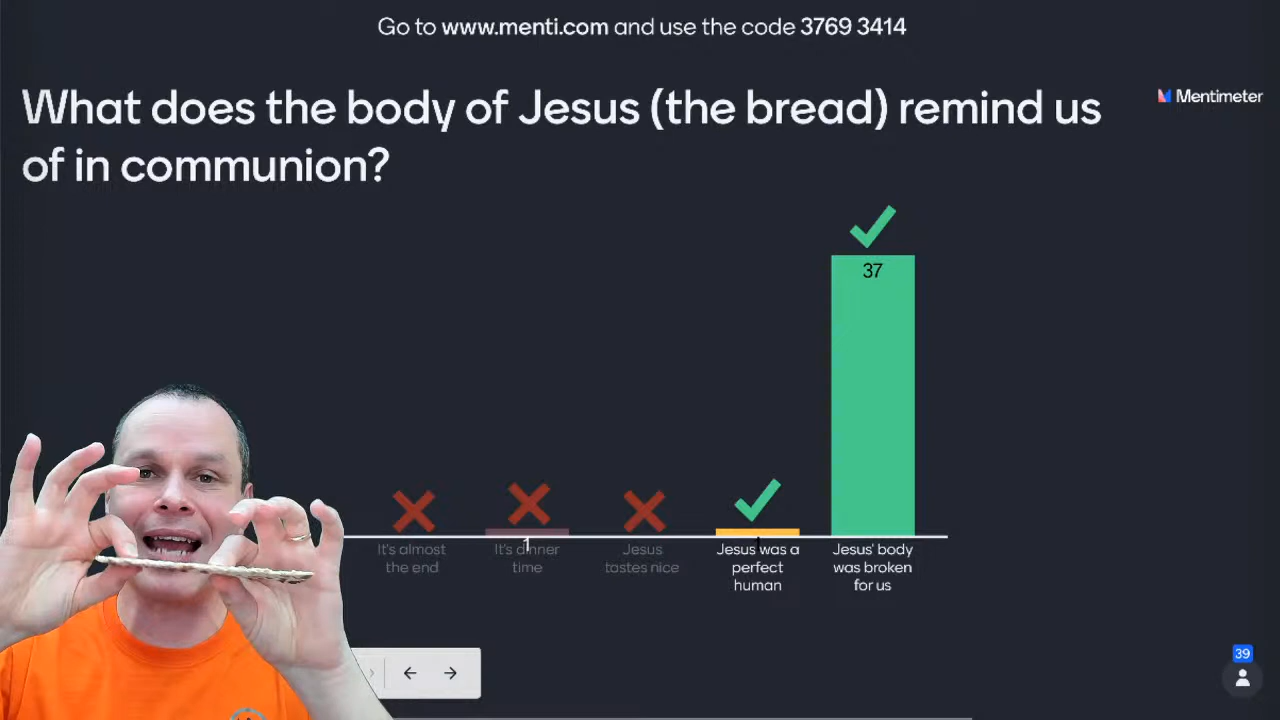 Go to www.menti.com and use the code 3769 3414
What does the body of Jesus (the bread) remind us
of in communion?
Mentimeter
37
1
1
It's almost
the end
It's dinner
time
Jesus
tastes nice
Jesus was a
perfect
human
Jesus' body
was broken
for us
39